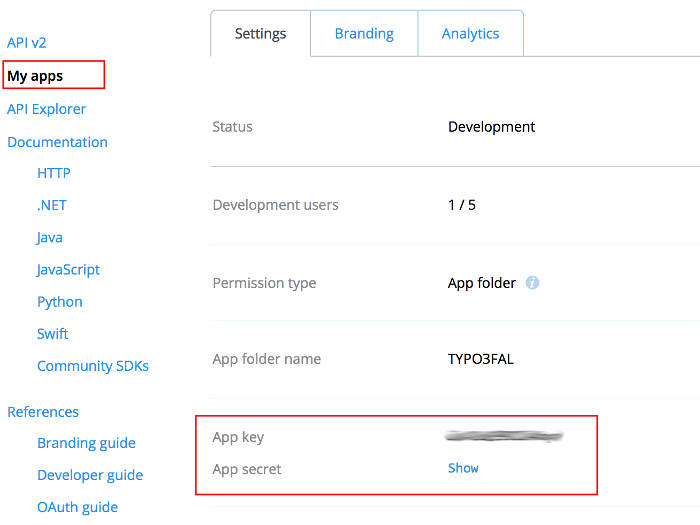 API v2
My apps
API Explorer
Documentation
HTTP
.NET
Java
JavaScript
Python
Swift
Community SDKs
References
Branding guide
Developer guide
OAuth guide
Settings Branding Analytics
Status Development
Development users 1 / 5
Permission type App folder i
App folder name TYPO3FAL
App key
App secret Show